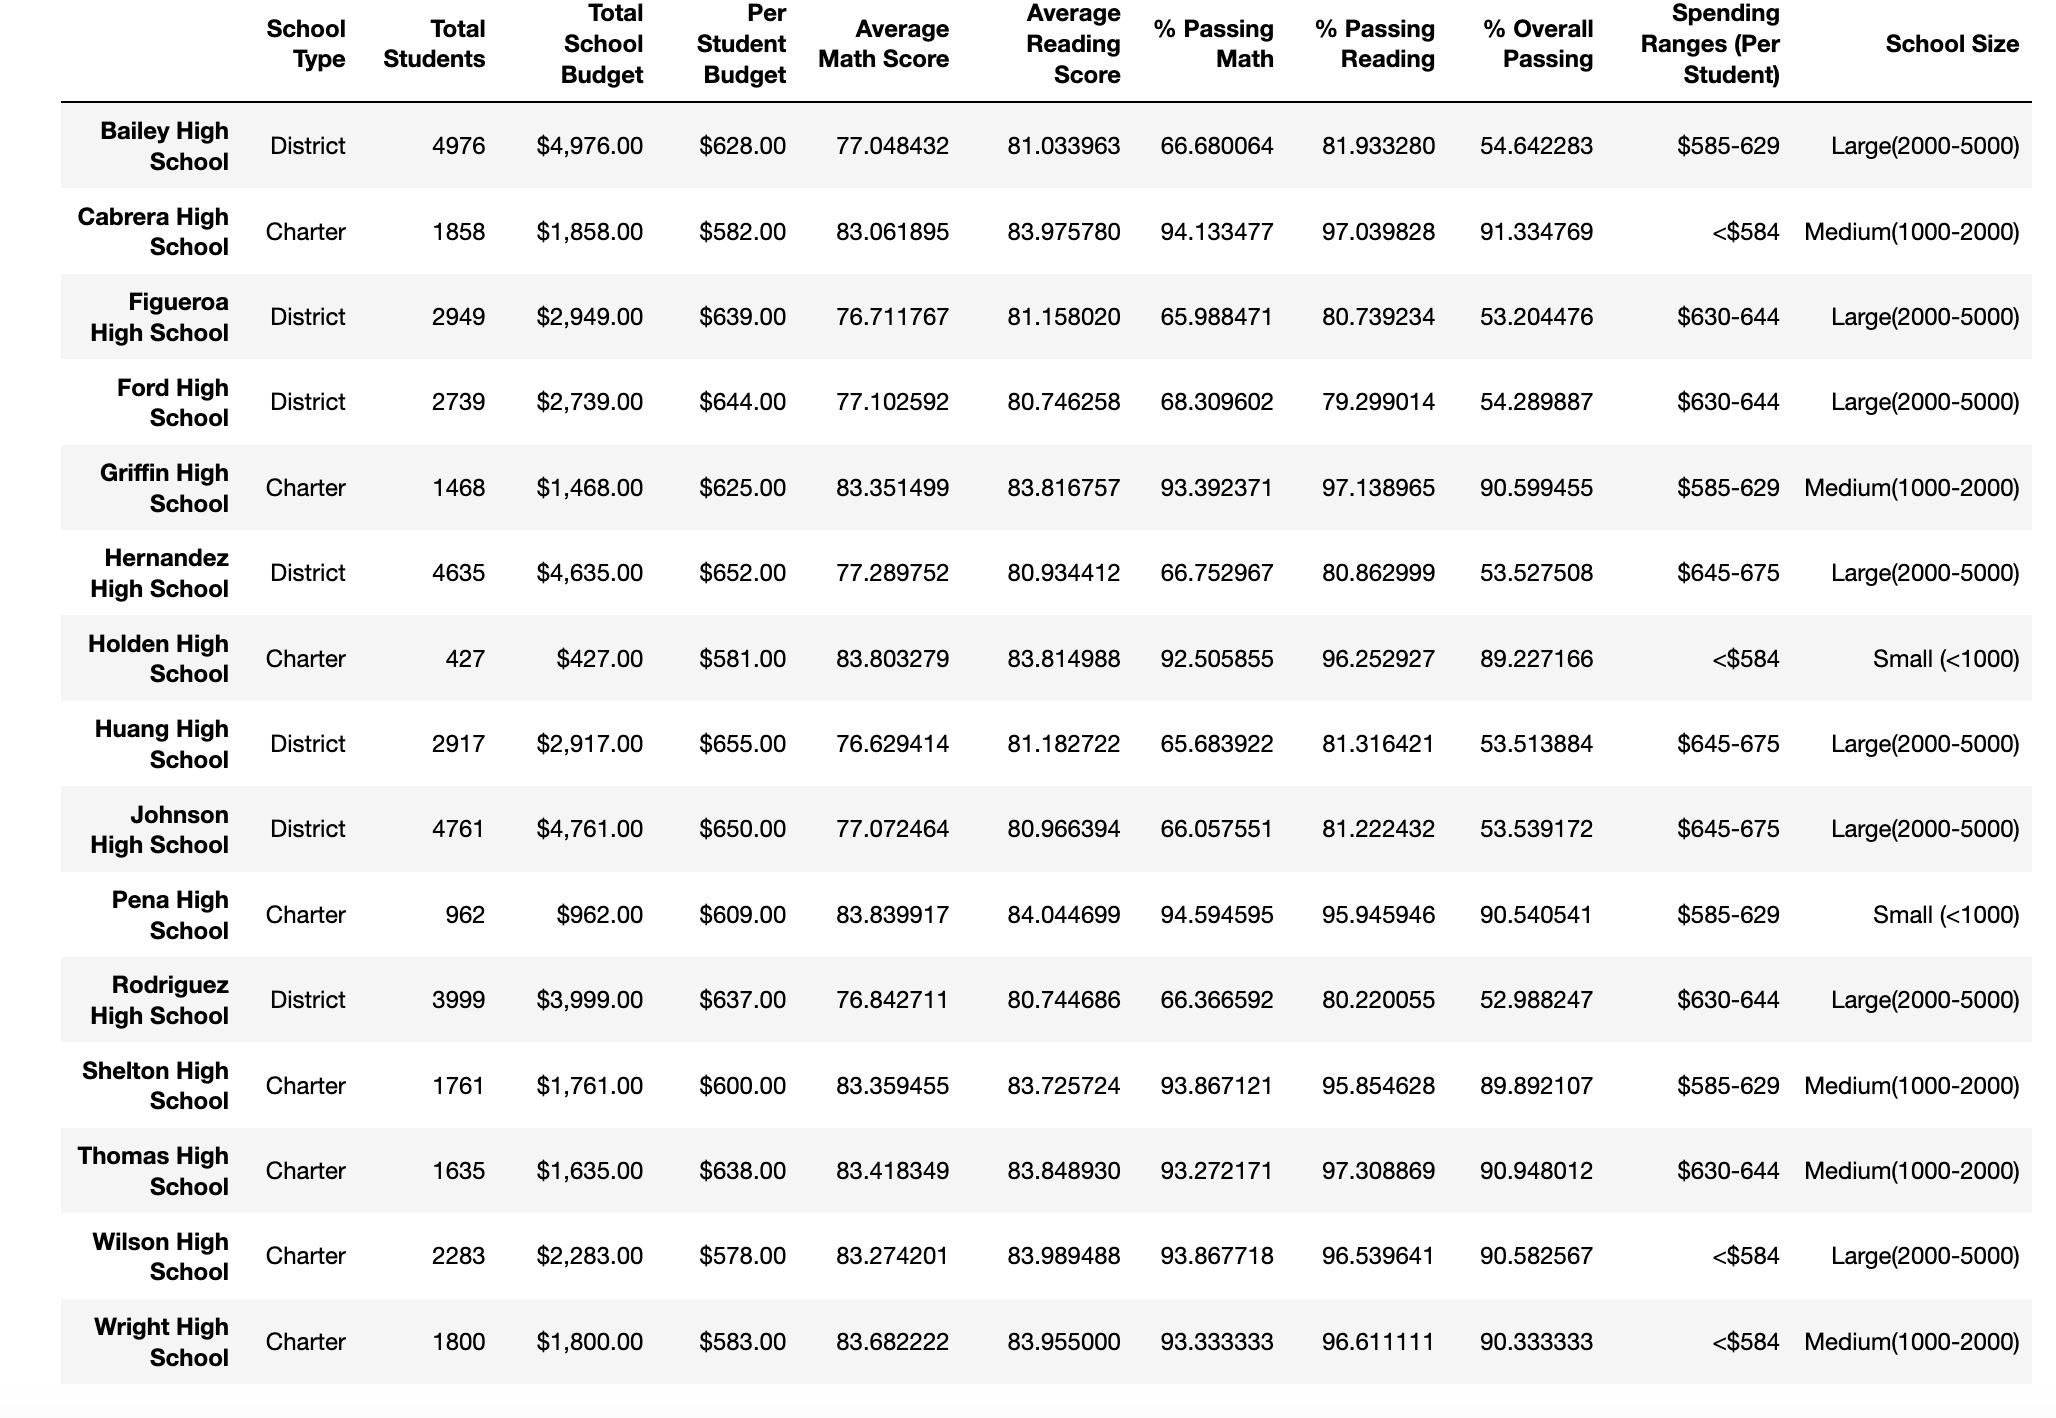 School Type Total Students Total School Budget Per Student Budget Average Math Score Average Reading Score % Passing Math % Passing Reading % Overall Passing Spending Ranges (Per Student) School Size
Bailey High School District 4976 $4,976.00 $628.00 77.048432 81.033963 66.680064 81.933280 54.642283 $585-629 Large(2000-5000)
Cabrera High School Charter 1858 $1,858.00 $582.00 83.061895 83.975780 94.133477 97.039828 91.334769 <$584 Medium(1000-2000)
Figueroa High School District 2949 $2,949.00 $639.00 76.711767 81.158020 65.988471 80.739234 53.204476 $630-644 Large(2000-5000)
Ford High School District 2739 $2,739.00 $644.00 77.102592 80.746258 68.309602 79.299014 54.289887 $630-644 Large(2000-5000)
Griffin High School Charter 1468 $1,468.00 $625.00 83.351499 83.816757 93.392371 97.138965 90.599455 $585-629 Medium(1000-2000)
Hernandez High School District 4635 $4,635.00 $652.00 77.289752 80.934412 66.752967 80.862999 53.527508 $645-675 Large(2000-5000)
Holden High School Charter 427 $427.00 $581.00 83.803279 83.814988 92.505855 96.252927 89.227166 <$584 Small (<1000)
Huang High School District 2917 $2,917.00 $655.00 76.629414 81.182722 65.683922 81.316421 53.513884 $645-675 Large(2000-5000)
Johnson High School District 4761 $4,761.00 $650.00 77.072464 80.966394 66.057551 81.222432 53.539172 $645-675 Large(2000-5000)
Pena High School Charter 962 $962.00 $609.00 83.839917 84.044699 94.594595 95.945946 90.540541 $585-629 Small (<1000)
Rodriguez High School District 3999 $3,999.00 $637.00 76.842711 80.744686 66.366592 80.220055 52.988247 $630-644 Large(2000-5000)
Shelton High School Charter 1761 $1,761.00 $600.00 83.359455 83.725724 93.867121 95.854628 89.892107 $585-629 Medium(1000-2000)
Thomas High School Charter 1635 $1,635.00 $638.00 83.418349 83.848930 93.272171 97.308869 90.948012 $630-644 Medium(1000-2000)
Wilson High School Charter 2283 $2,283.00 $578.00 83.274201 83.989488 93.867718 96.539641 90.582567 <$584 Large(2000-5000)
Wright High School Charter 1800 $1,800.00 $583.00 83.682222 83.955000 93.333333 96.611111 90.333333 <$584 Medium(1000-2000)